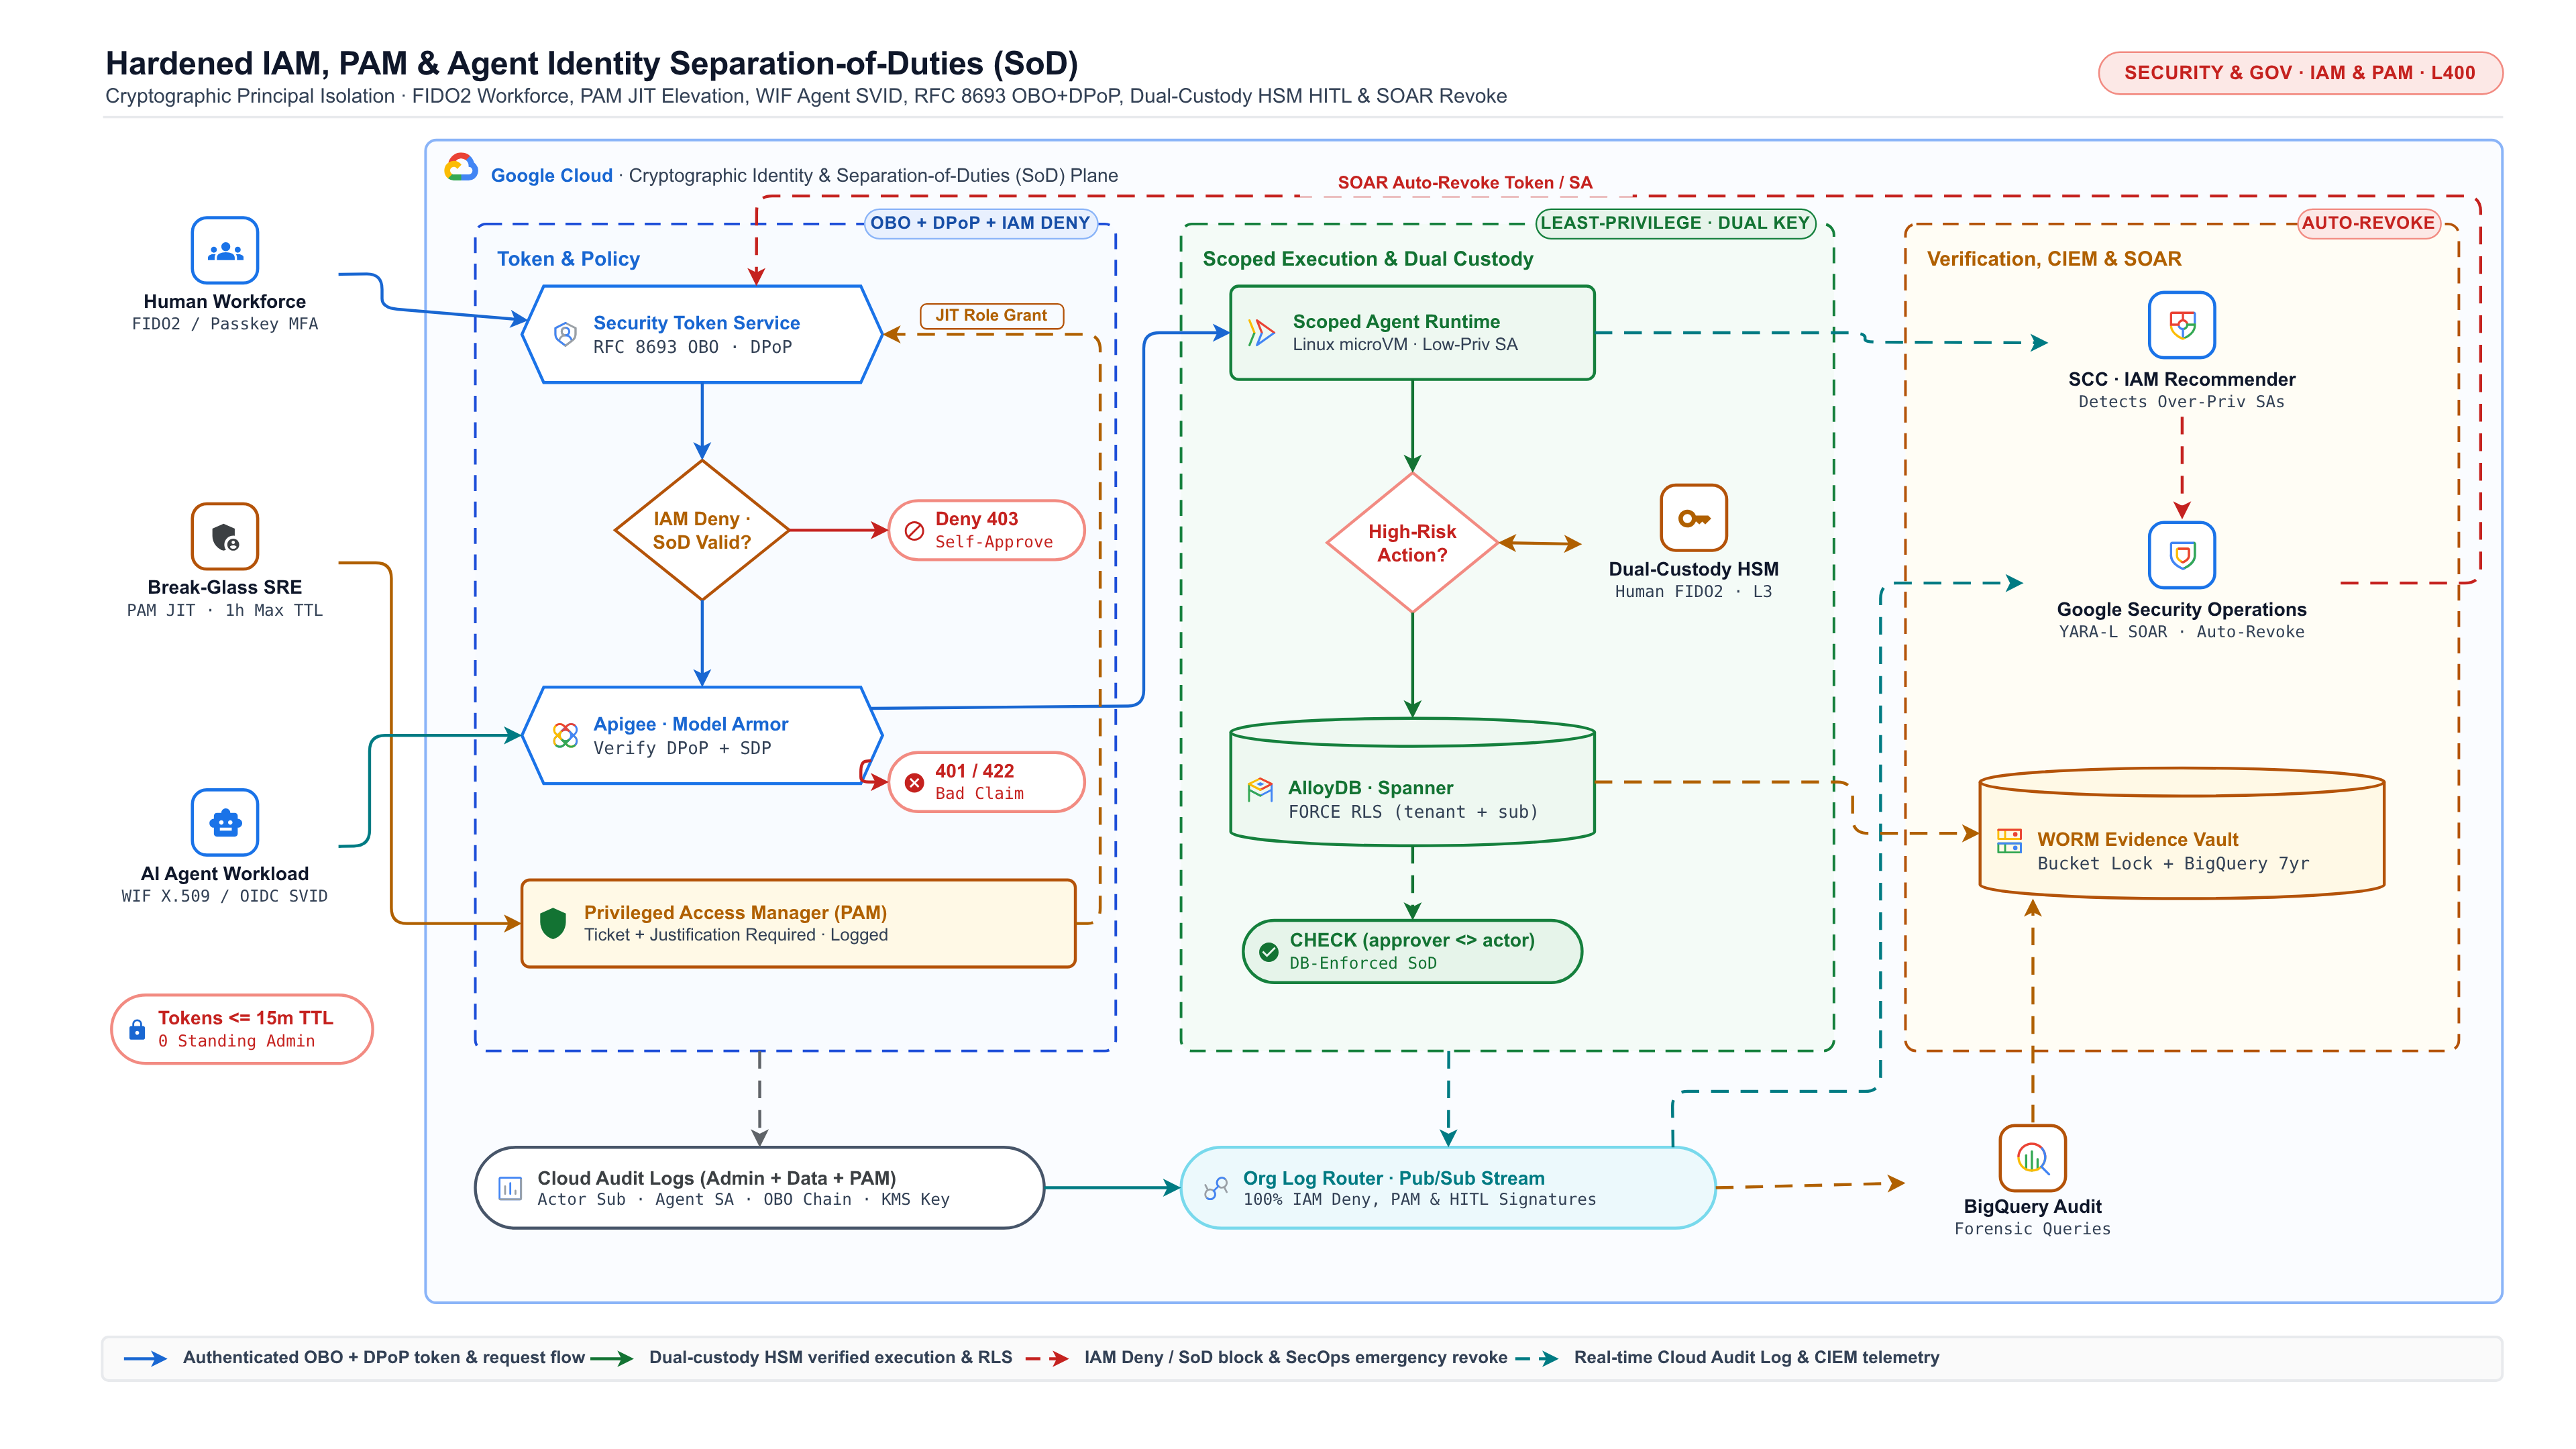 Hardened IAM, PAM & Agent Identity Separation-of-Duties (SoD)
Cryptographic Principal Isolation · FIDO2 Workforce, PAM JIT Elevation, WIF Agent SVID, RFC 8693 OBO+DPoP, Dual-Custody HSM HITL & SOAR Revoke
SECURITY & GOV · IAM & PAM · L400
Google Cloud · Cryptographic Identity & Separation-of-Duties (SoD) Plane
SOAR Auto-Revoke Token / SA
Human Workforce
FIDO2 / Passkey MFA
Break-Glass SRE
PAM JIT · 1h Max TTL
AI Agent Workload
WIF X.509 / OIDC SVID
Tokens <= 15m TTL
0 Standing Admin
OBO + DPoP + IAM DENY
Token & Policy
Security Token Service
RFC 8693 OBO · DPoP
JIT Role Grant
IAM Deny ·
SoD Valid?
Deny 403
Self-Approve
Apigee · Model Armor
Verify DPoP + SDP
401 / 422
Bad Claim
Privileged Access Manager (PAM)
Ticket + Justification Required · Logged
LEAST-PRIVILEGE · DUAL KEY
Scoped Execution & Dual Custody
Scoped Agent Runtime
Linux microVM · Low-Priv SA
High-Risk
Action?
Dual-Custody HSM
Human FIDO2 · L3
AlloyDB · Spanner
FORCE RLS (tenant + sub)
CHECK (approver <> actor)
DB-Enforced SoD
AUTO-REVOKE
Verification, CIEM & SOAR
SCC · IAM Recommender
Detects Over-Priv SAs
Google Security Operations
YARA-L SOAR · Auto-Revoke
WORM Evidence Vault
Bucket Lock + BigQuery 7yr
Cloud Audit Logs (Admin + Data + PAM)
Actor Sub · Agent SA · OBO Chain · KMS Key
Org Log Router · Pub/Sub Stream
100% IAM Deny, PAM & HITL Signatures
BigQuery Audit
Forensic Queries
Authenticated OBO + DPoP token & request flow
Dual-custody HSM verified execution & RLS
IAM Deny / SoD block & SecOps emergency revoke
Real-time Cloud Audit Log & CIEM telemetry